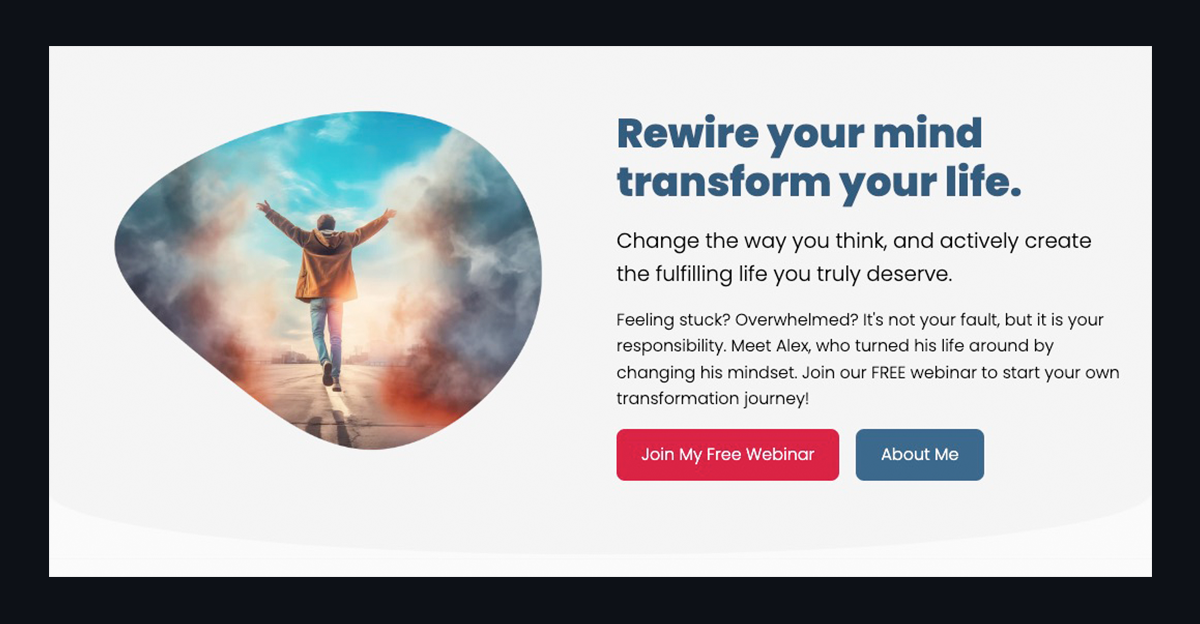 Rewire your mind
transform your life.
Change the way you think, and actively create
the fulfilling life you truly deserve.
Feeling stuck? Overwhelmed? It's not your fault, but it is your
responsibility. Meet Alex, who turned his life around by
changing his mindset. Join our FREE webinar to start your own
transformation journey!
Join My Free Webinar
About Me